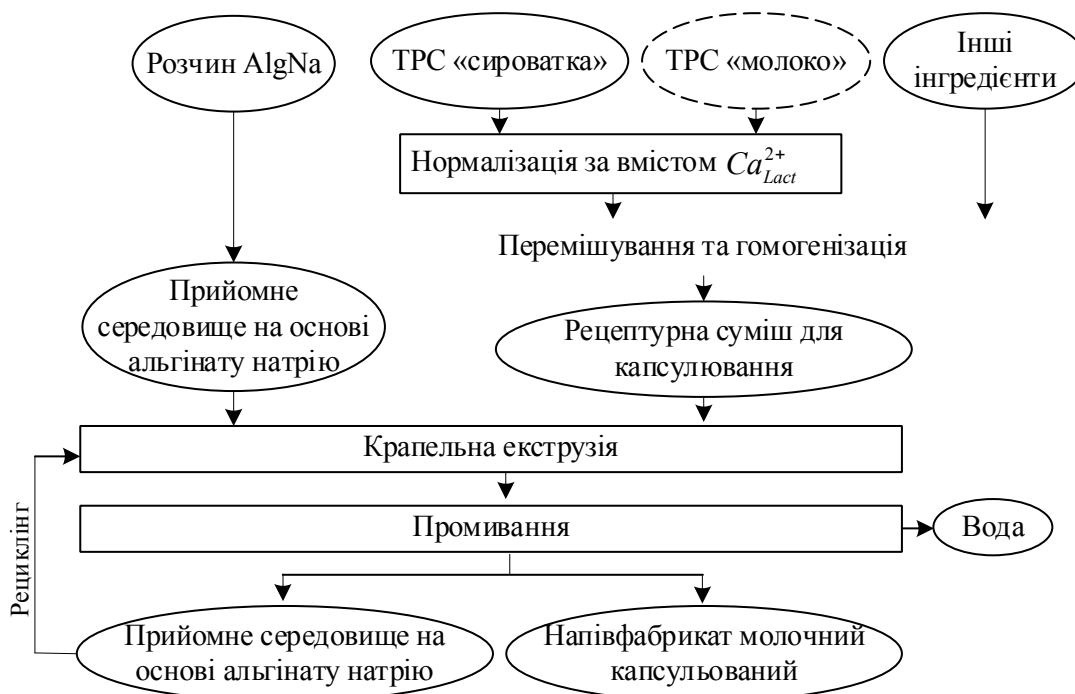 Розчин AlgNa
ТРС «сироватка»
ТРС «молоко»
Інші
інгредієнти
Нормалізація за вмістом Ca²⁺Lact
Перемішування та гомогенізація
Прийомне
середовище на основі
альгінату натрію
Рецептурна суміш для
капсулювання
Крапельна екструзія
Промивання
Вода
Рециклінг
Прийомне середовище на
основі альгінату натрію
Напівфабрикат молочний
капсульований